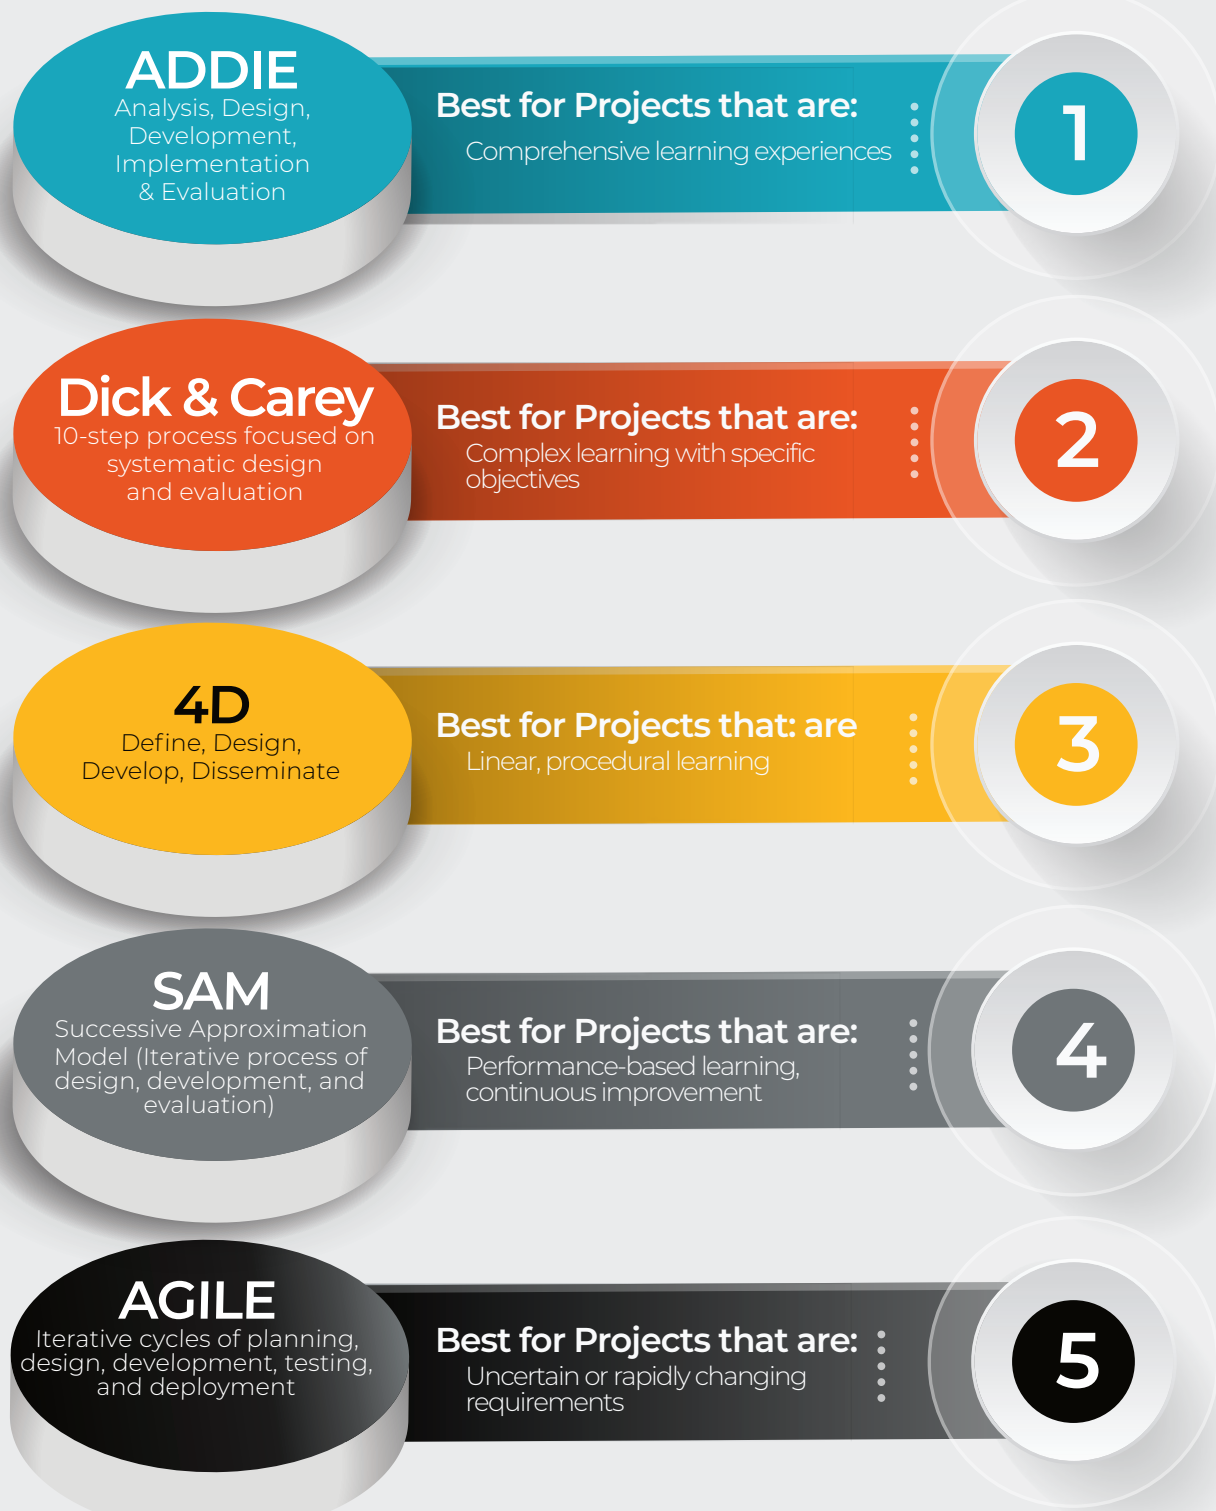 ADDIE
Analysis, Design,
Development,
Implementation
& Evaluation
Best for Projects that are:
Comprehensive learning experiences
1
Dick & Carey
10-step process focused on
systematic design
and evaluation
Best for Projects that are:
Complex learning with specific
objectives
2
4D
Define, Design,
Develop, Disseminate
Best for Projects that: are
Linear, procedural learning
3
SAM
Successive Approximation
Model (Iterative process of
design, development, and
evaluation)
Best for Projects that are:
Performance-based learning,
continuous improvement
4
AGILE
Iterative cycles of planning,
design, development, testing,
and deployment
Best for Projects that are:
Uncertain or rapidly changing
requirements
5